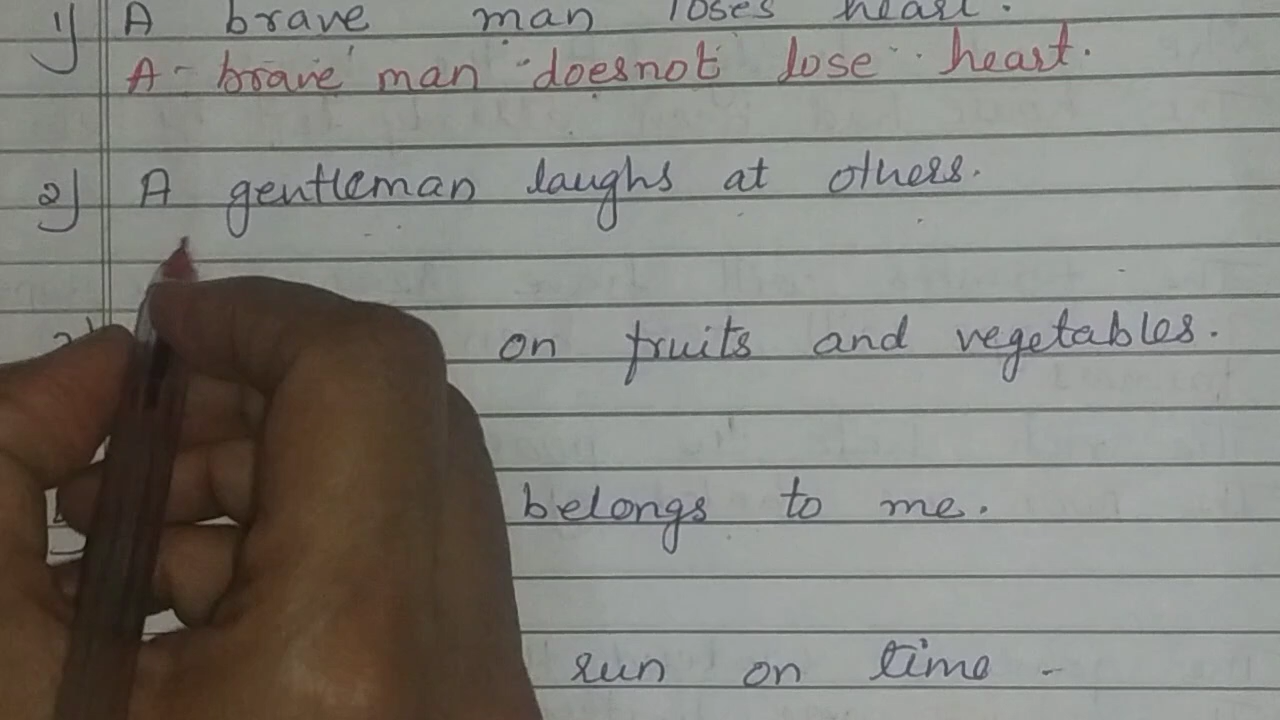 1) A brave man loses heart.
A brave man doesnot lose heart.
2) A gentleman laughs at others.
on fruits and vegetables.
belongs to me.
run on time